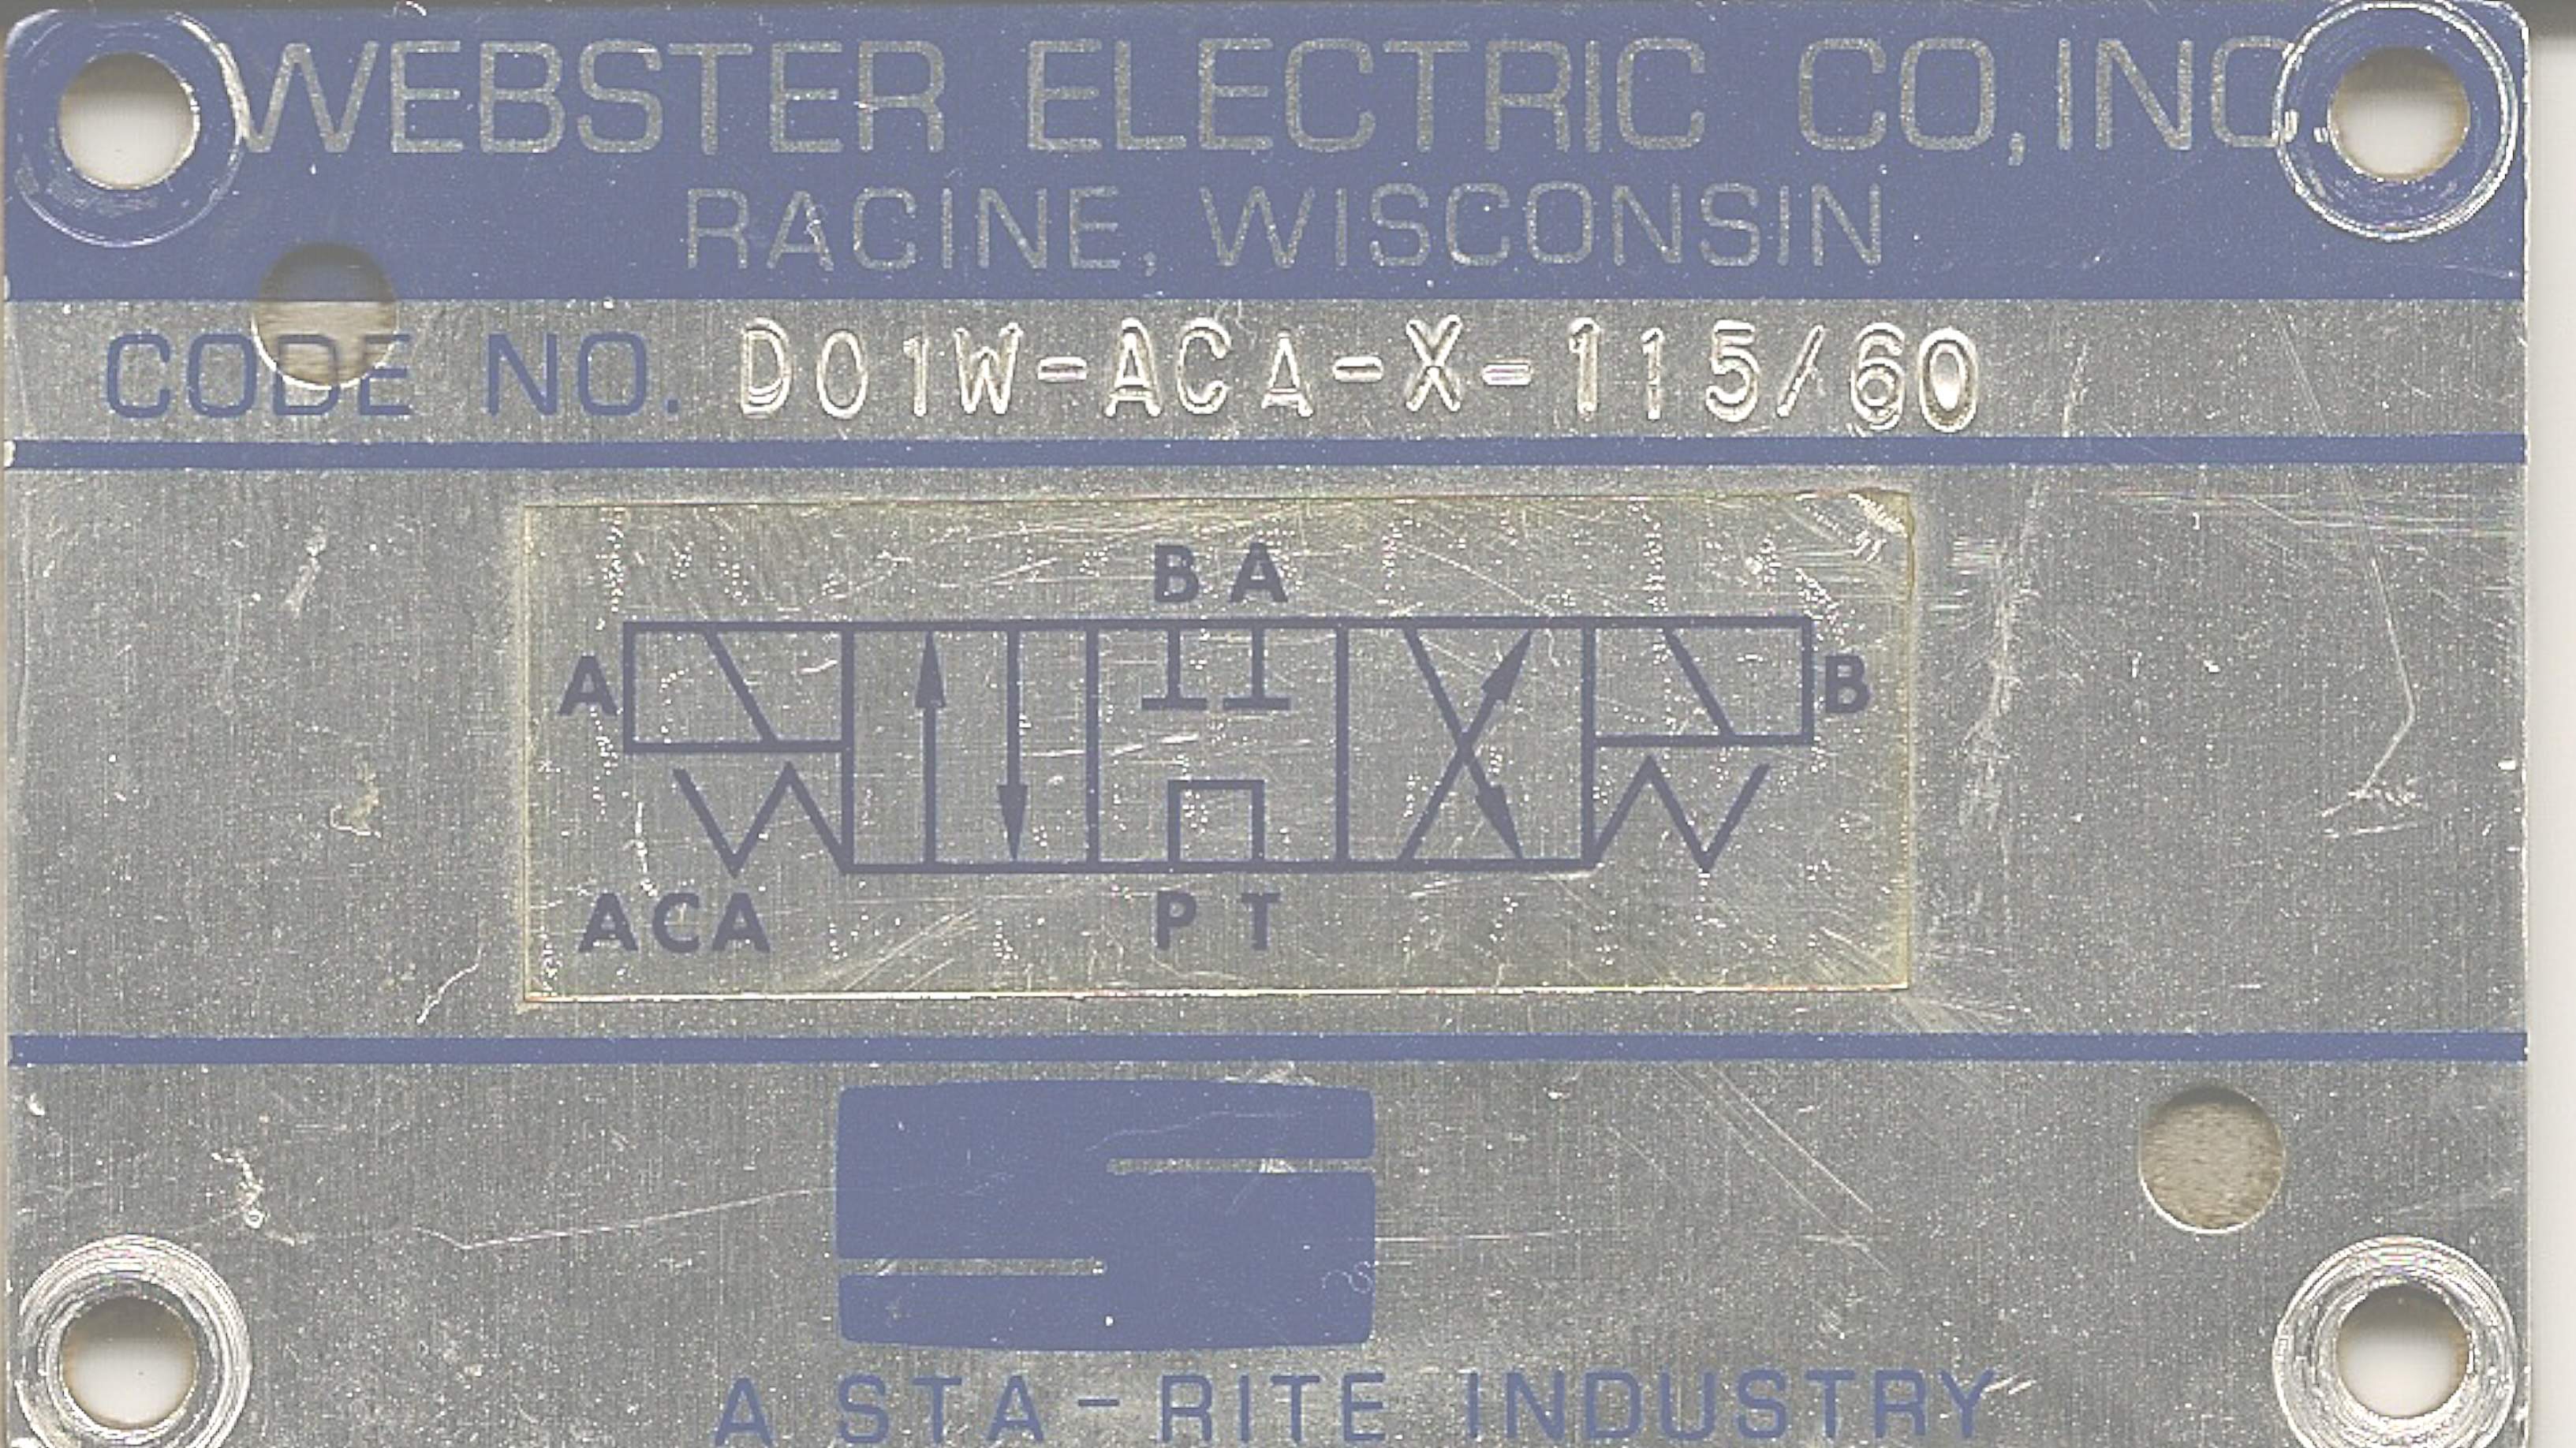 WEBSTER ELECTRIC CO, INC.
RACINE, WISCONSIN
CODE NO. D01W-ACA-X-115/60
B A
A B
ACA P T
A STA-RITE INDUSTRY